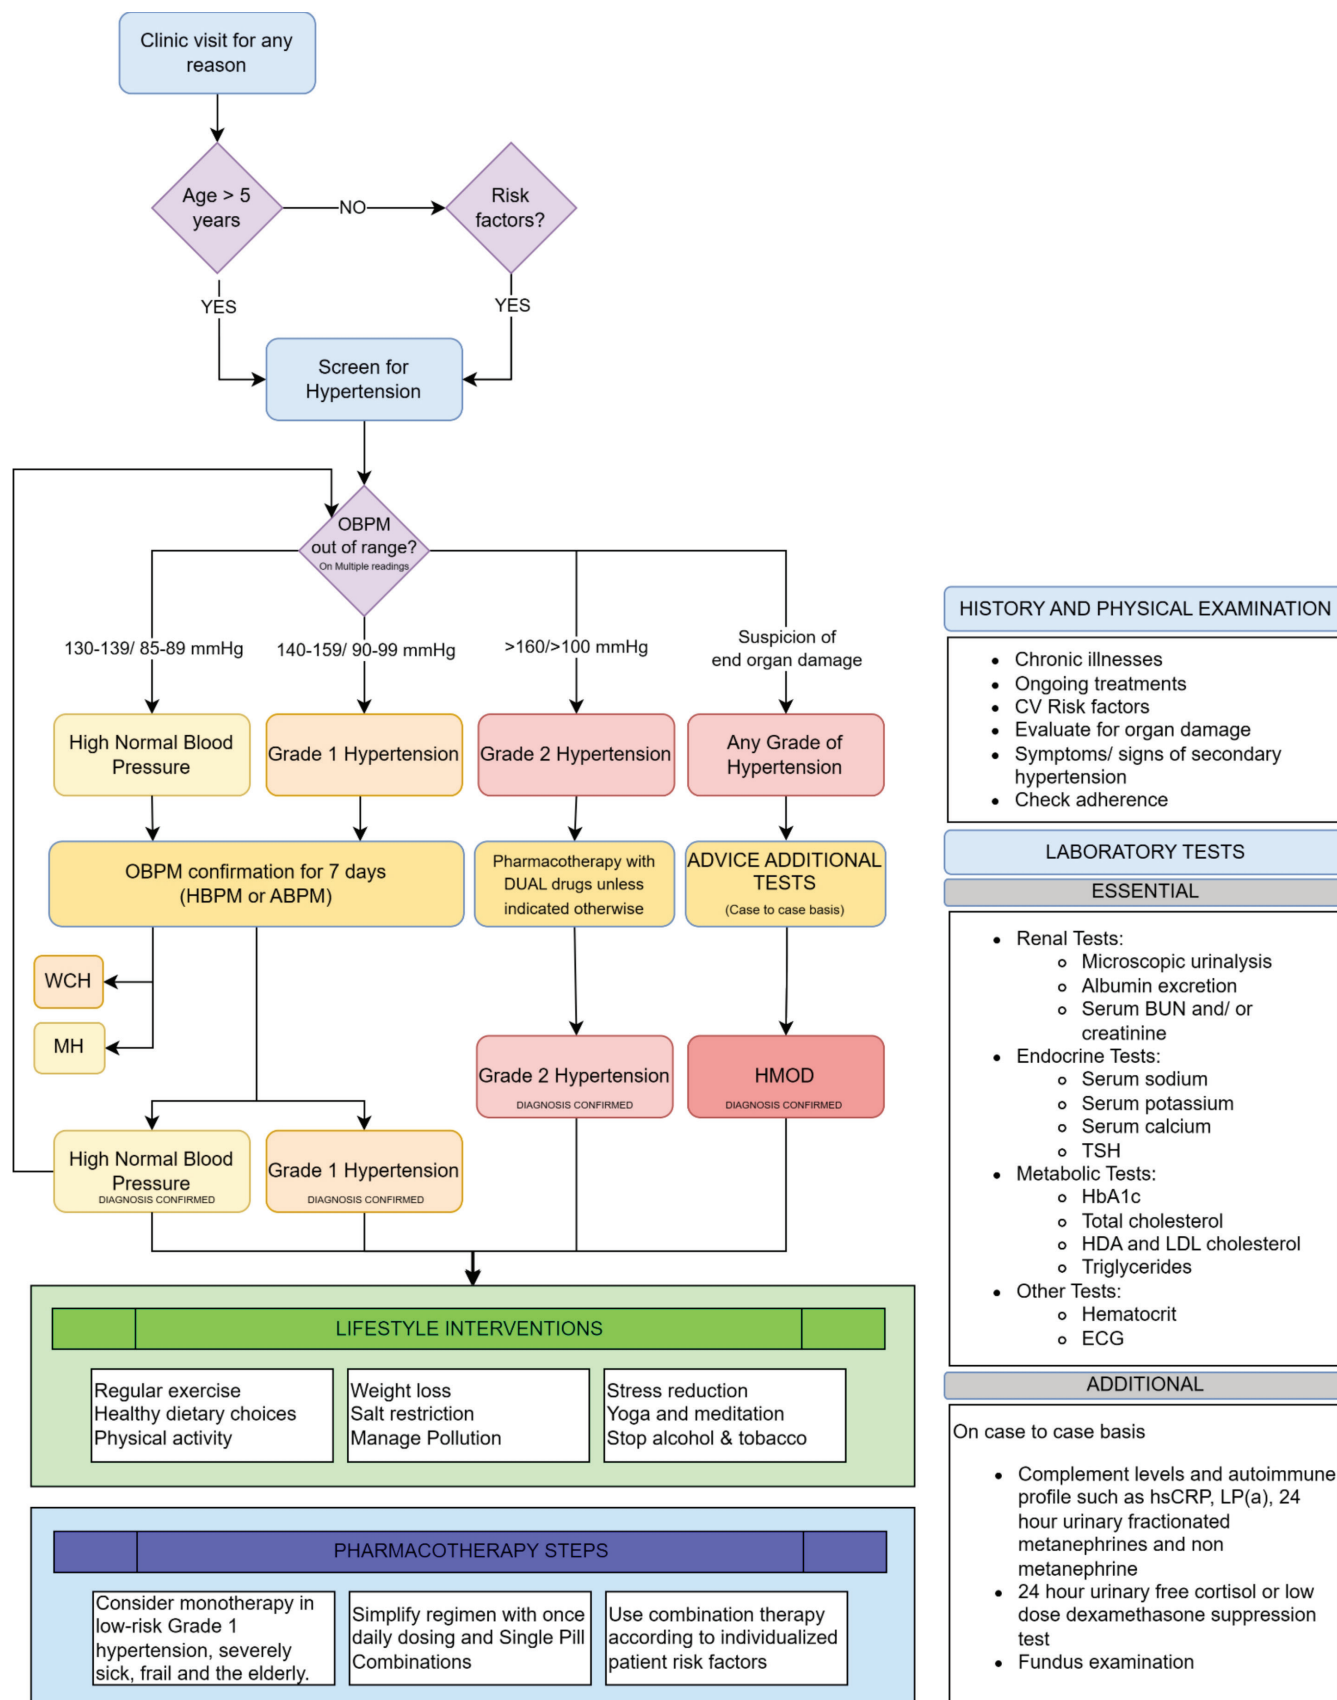 Clinic visit for any
reason
Age > 5
years
NO
Risk
factors?
YES
YES
Screen for
Hypertension
OBPM
out of range?
On Multiple readings
130-139/ 85-89 mmHg
140-159/ 90-99 mmHg
>160/>100 mmHg
Suspicion of
end organ damage
High Normal Blood
Pressure
Grade 1 Hypertension
Grade 2 Hypertension
Any Grade of
Hypertension
OBPM confirmation for 7 days
(HBPM or ABPM)
Pharmacotherapy with
DUAL drugs unless
indicated otherwise
ADVICE ADDITIONAL
TESTS
(Case to case basis)
WCH
MH
Grade 2 Hypertension
DIAGNOSIS CONFIRMED
HMOD
DIAGNOSIS CONFIRMED
High Normal Blood
Pressure
DIAGNOSIS CONFIRMED
Grade 1 Hypertension
DIAGNOSIS CONFIRMED
LIFESTYLE INTERVENTIONS
Regular exercise
Healthy dietary choices
Physical activity
Weight loss
Salt restriction
Manage Pollution
Stress reduction
Yoga and meditation
Stop alcohol & tobacco
PHARMACOTHERAPY STEPS
Consider monotherapy in
low-risk Grade 1
hypertension, severely
sick, frail and the elderly.
Simplify regimen with once
daily dosing and Single Pill
Combinations
Use combination therapy
according to individualized
patient risk factors
HISTORY AND PHYSICAL EXAMINATION
• Chronic illnesses
• Ongoing treatments
• CV Risk factors
• Evaluate for organ damage
• Symptoms/ signs of secondary
hypertension
• Check adherence
LABORATORY TESTS
ESSENTIAL
• Renal Tests:
o Microscopic urinalysis
o Albumin excretion
o Serum BUN and/ or
creatinine
• Endocrine Tests:
o Serum sodium
o Serum potassium
o Serum calcium
o TSH
• Metabolic Tests:
o HbA1c
o Total cholesterol
o HDA and LDL cholesterol
o Triglycerides
• Other Tests:
o Hematocrit
o ECG
ADDITIONAL
On case to case basis
• Complement levels and autoimmune
profile such as hsCRP, LP(a), 24
hour urinary fractionated
metanephrines and non
metanephrine
• 24 hour urinary free cortisol or low
dose dexamethasone suppression
test
• Fundus examination